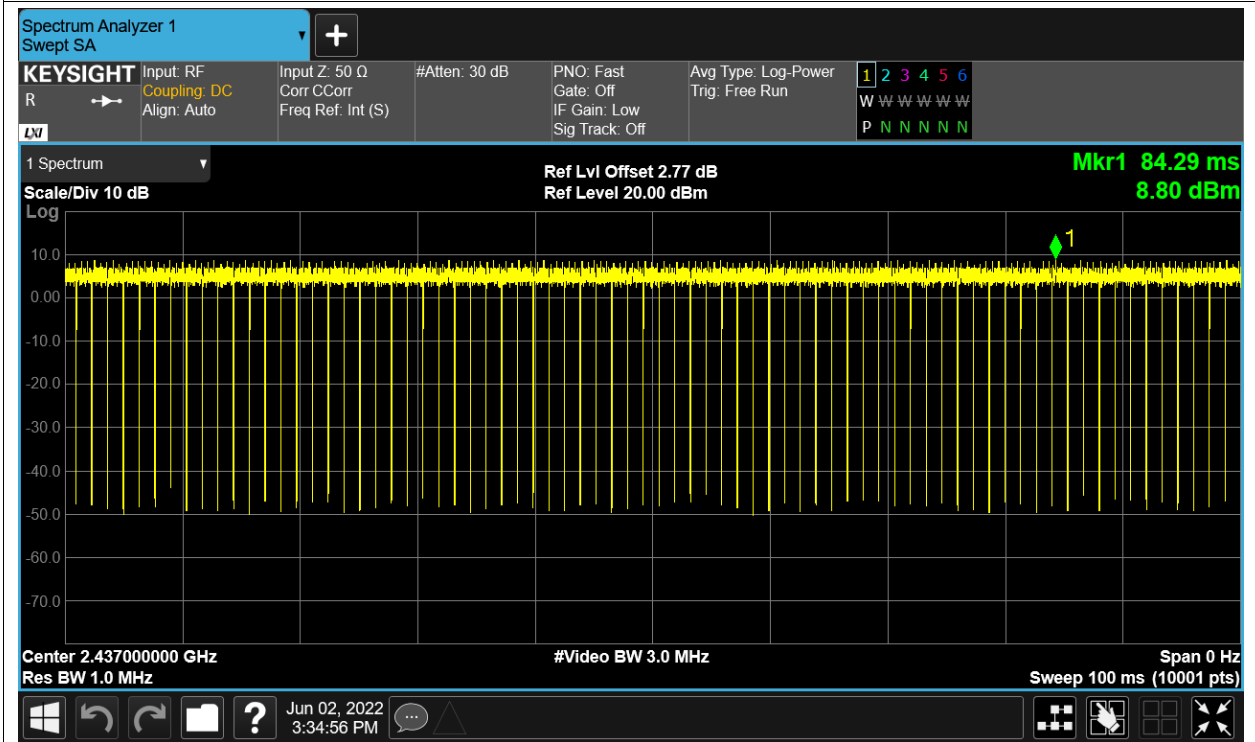 Spectrum Analyzer 1
Swept SA
KEYSIGHT
R
LXI
Input: RF
Coupling: DC
Align: Auto
Input Z: 50 Ω
Corr CCorr
Freq Ref: Int (S)
#Atten: 30 dB
PNO: Fast
Gate: Off
IF Gain: Low
Sig Track: Off
Avg Type: Log-Power
Trig: Free Run
1 2 3 4 5 6
W W W W W W
P N N N N N
1 Spectrum
Scale/Div 10 dB
Log
Ref Lvl Offset 2.77 dB
Ref Level 20.00 dBm
Mkr1 84.29 ms
8.80 dBm
1
10.0
0.00
-10.0
-20.0
-30.0
-40.0
-50.0
-60.0
-70.0
Center 2.437000000 GHz
Res BW 1.0 MHz
#Video BW 3.0 MHz
Span 0 Hz
Sweep 100 ms (10001 pts)
?
Jun 02, 2022
3:34:56 PM